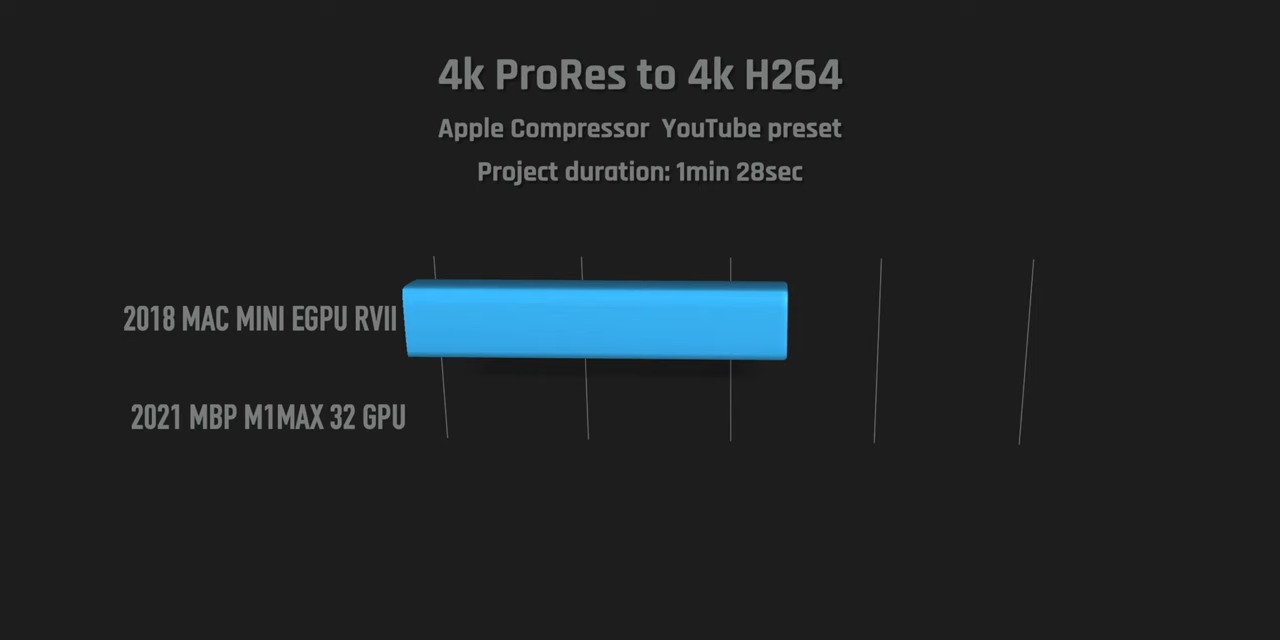 4k ProRes to 4k H264
Apple Compressor YouTube preset
Project duration: 1min 28sec
2018 MAC MINI EGPU RVII
2021 MBP M1MAX 32 GPU